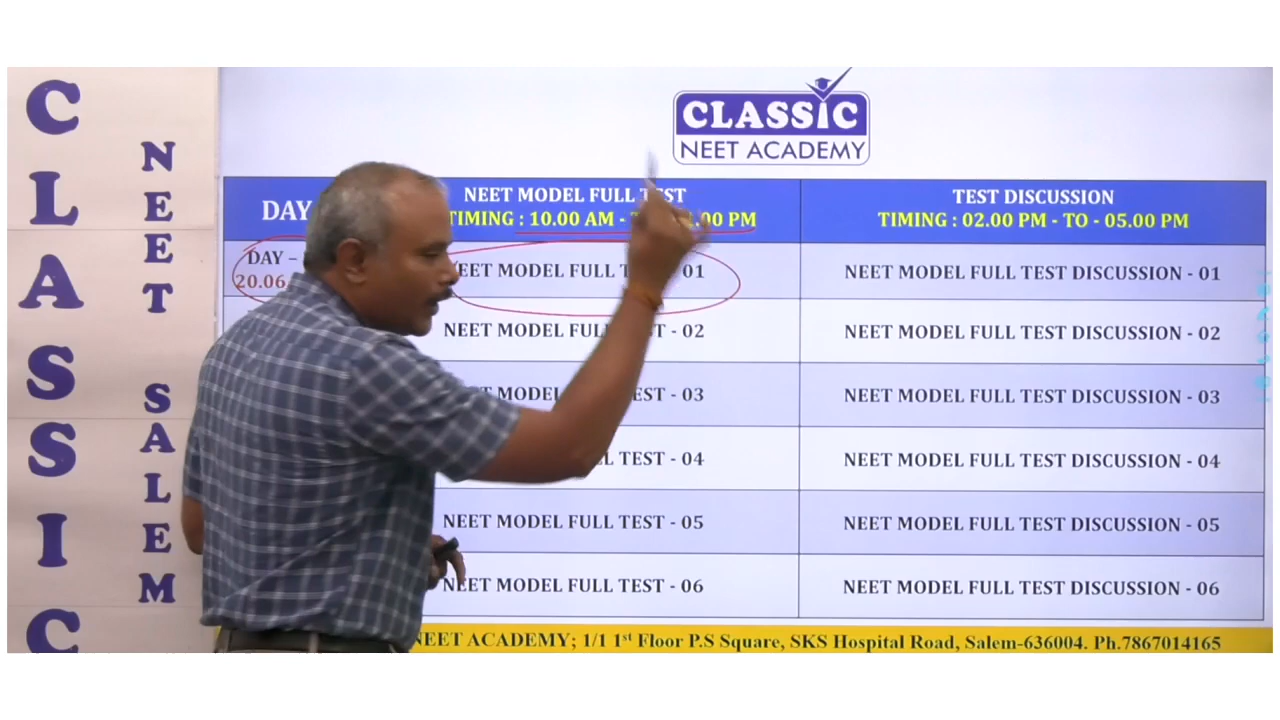 CLASSIC
NEET SALEM
CLASSIC
NEET ACADEMY
DAY
NEET MODEL FULL TEST
TIMING : 10.00 AM - .00 PM
TEST DISCUSSION
TIMING : 02.00 PM - TO - 05.00 PM
DAY –
20.06
NEET MODEL FULL T - 01
NEET MODEL FULL TEST DISCUSSION - 01
NEET MODEL FULL T - 02
NEET MODEL FULL TEST DISCUSSION - 02
MODEL EST - 03
NEET MODEL FULL TEST DISCUSSION - 03
L TEST - 04
NEET MODEL FULL TEST DISCUSSION - 04
NEET MODEL FULL TEST - 05
NEET MODEL FULL TEST DISCUSSION - 05
NEET MODEL FULL TEST - 06
NEET MODEL FULL TEST DISCUSSION - 06
NEET ACADEMY; 1/1 1st Floor P.S Square, SKS Hospital Road, Salem-636004. Ph.7867014165